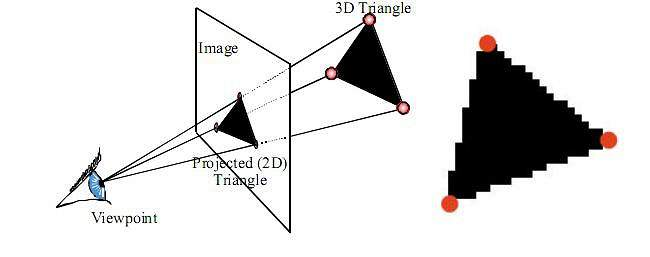 3D Triangle
Image
Projected (2D)
Triangle
Viewpoint